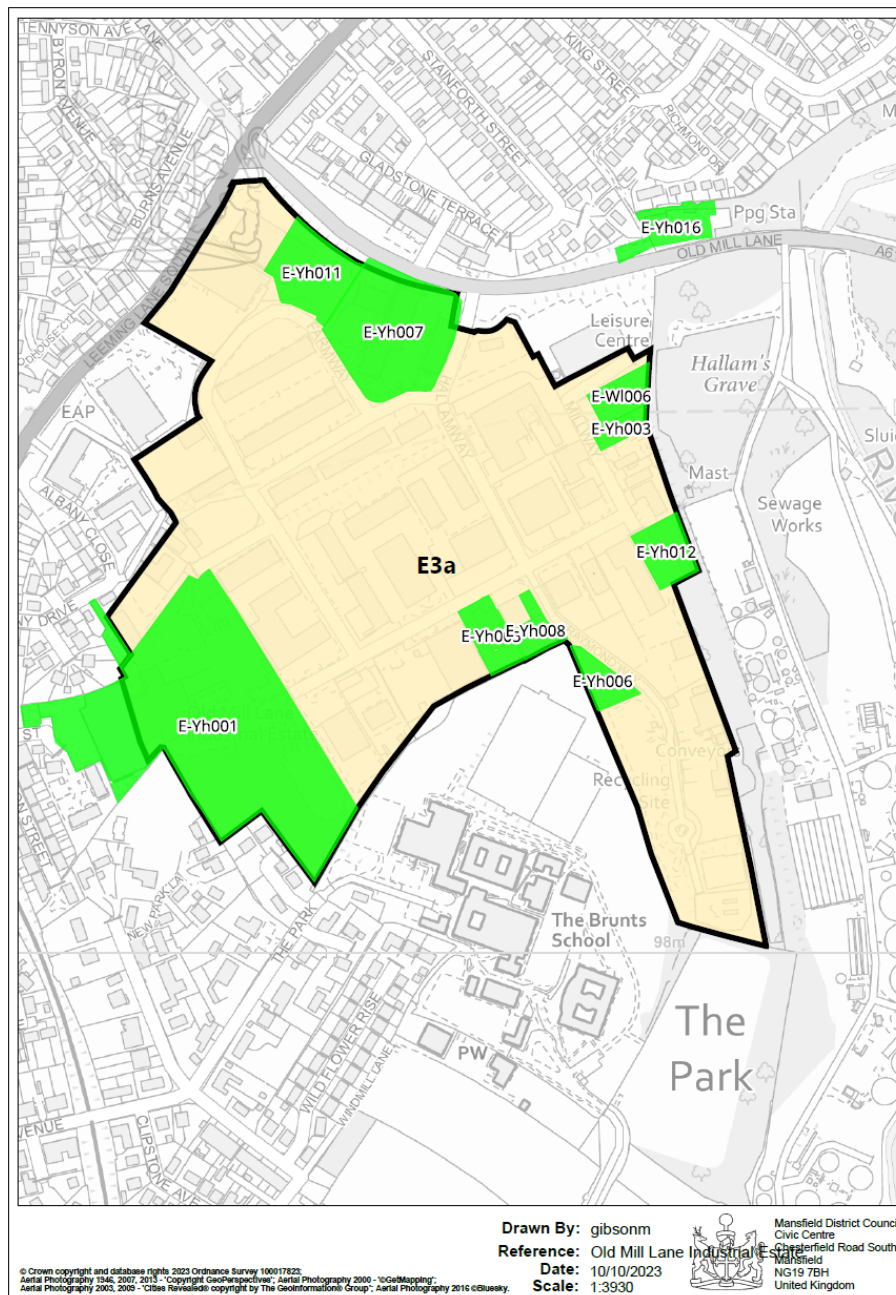 TENNYSON AVE
LANE
BYRON AVENUE
BURNS AVENUE
STAINFORTH STREET
KING STREET
RICHMOND DR
GLADSTONE TERRACE
E-Yh016
Ppg Sta
OLD MILL LANE
A6
E-Yh011
E-Yh007
LEEMING LANE SOUTH
Leisure
Centre
Hallam's
Grave
E-Wl006
E-Yh003
EAP
ALBANY CLOSE
Mast
Sewage
Works
E-Yh012
E3a
E-Yh008
E-Yh006
E-Yh001
Recycling
Site
NEW PARK LA
THE PARK
The Brunts
School
98m
WILD FLOWER RISE
WINDMILL LANE
PW
The
Park
CLIPSTONE AVE
Drawn By: gibsonm
Reference: Old Mill Lane Industrial Estate
Date: 10/10/2023
Scale: 1:3930
Mansfield District Council
Civic Centre
Chesterfield Road South
Mansfield
NG19 7BH
United Kingdom
© Crown copyright and database rights 2023 Ordnance Survey 100017823;
Aerial Photography 1946, 2007, 2013 - 'Copyright GeoPerspectives'; Aerial Photography 2000 - '©GetMapping';
Aerial Photography 2003, 2009 - 'Cities Revealed® copyright by The GeoInformation® Group'; Aerial Photography 2016 ©Bluesky.